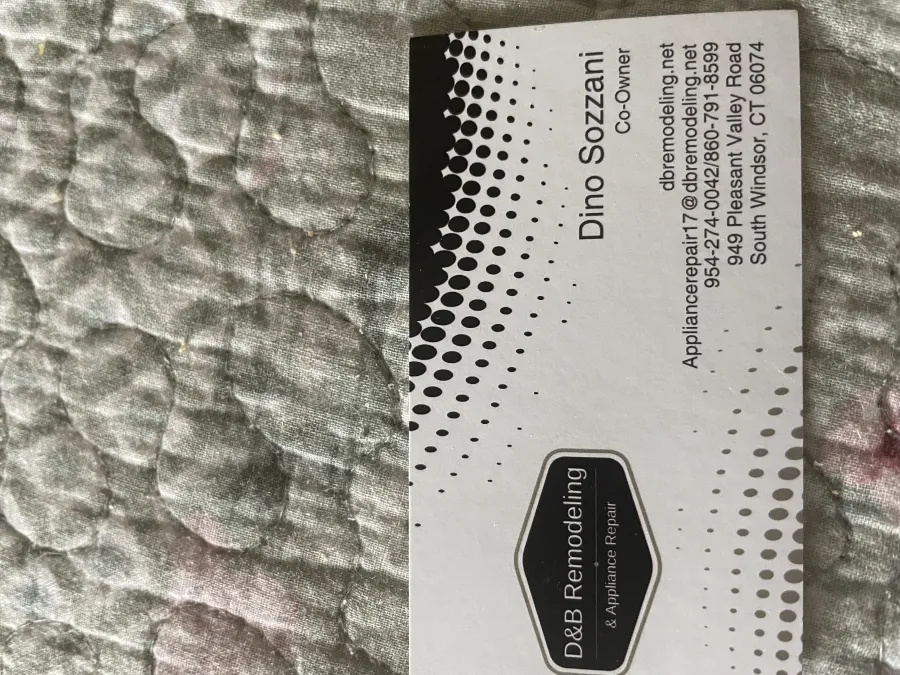 D&B Remodeling
& Appliance Repair
Dino Sozzani
Co-Owner
dbremodeling.net
Appliancerepair17@dbremodeling.net
954-274-0042/860-791-8599
949 Pleasant Valley Road
South Windsor, CT 06074